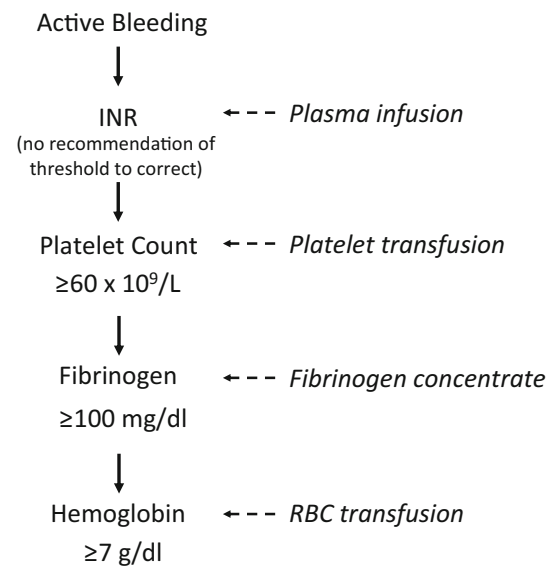 Active Bleeding
INR
Plasma infusion
(no recommendation of
threshold to correct)
Platelet Count
Platelet transfusion
≥60 x 10⁹/L
Fibrinogen
Fibrinogen concentrate
≥100 mg/dl
Hemoglobin
RBC transfusion
≥7 g/dl